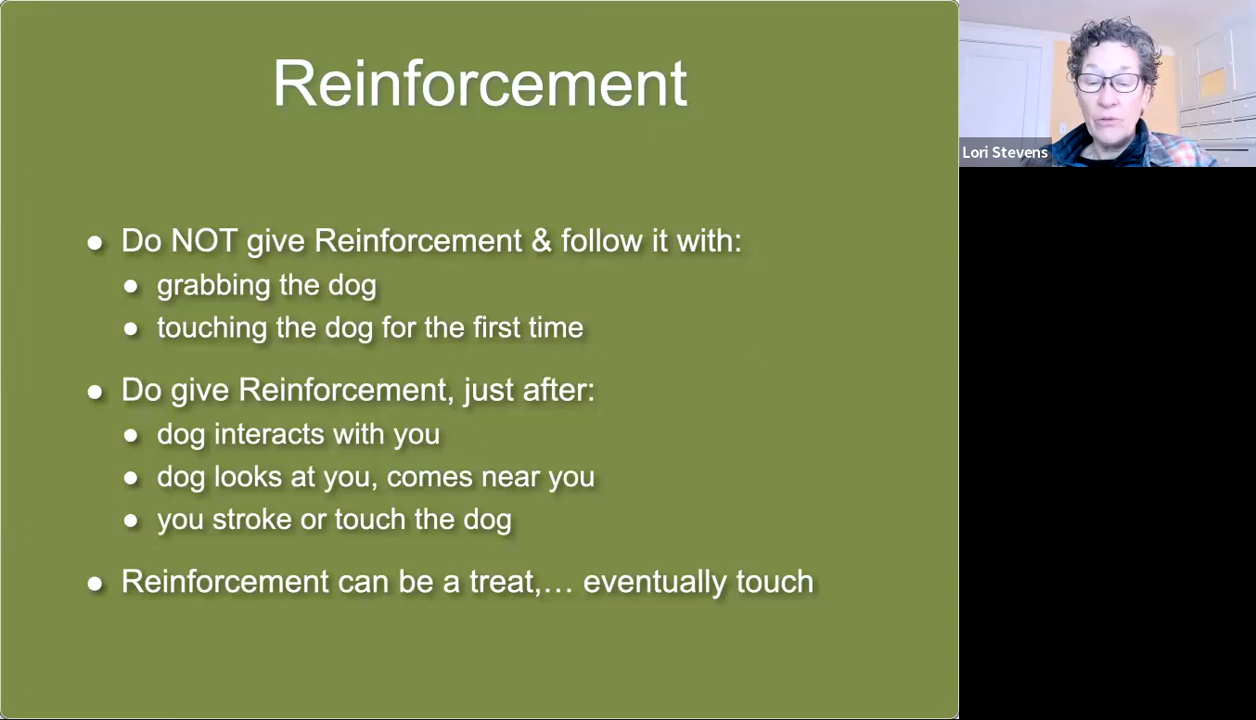 Reinforcement
Lori Stevens
● Do NOT give Reinforcement & follow it with:
● grabbing the dog
● touching the dog for the first time
● Do give Reinforcement, just after:
● dog interacts with you
● dog looks at you, comes near you
● you stroke or touch the dog
● Reinforcement can be a treat,… eventually touch